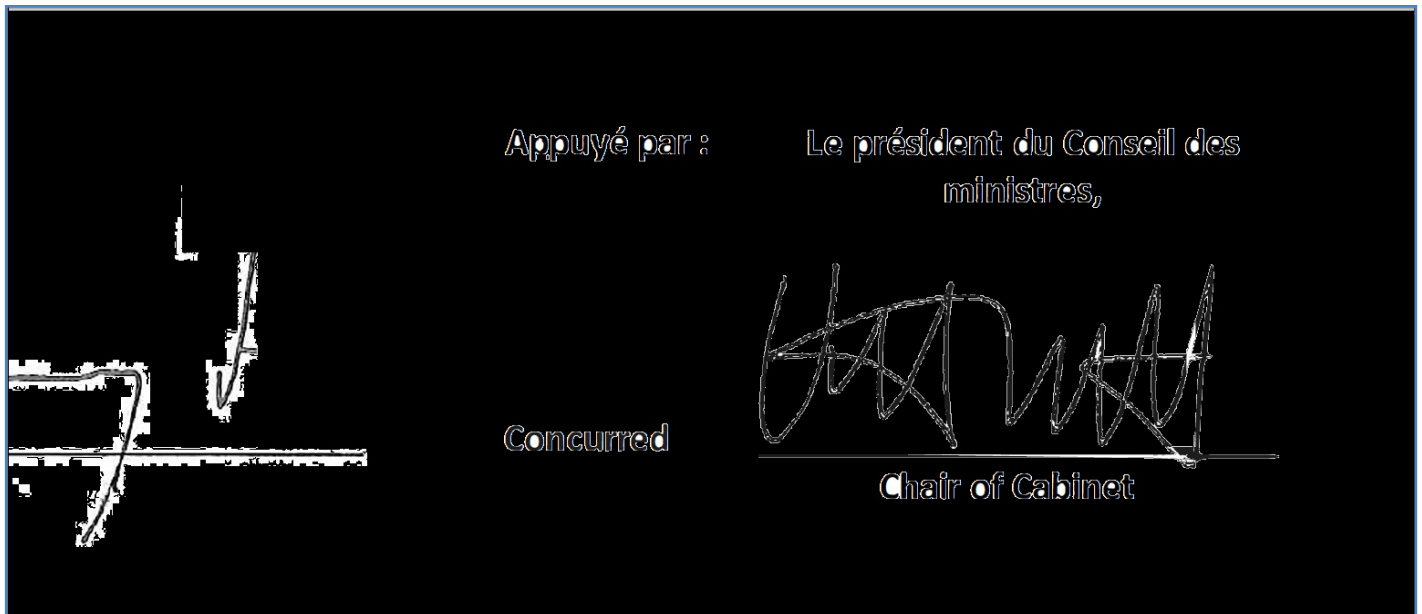 Appuyé par :
Le président du Conseil des
ministres,
Concurred
Chair of Cabinet